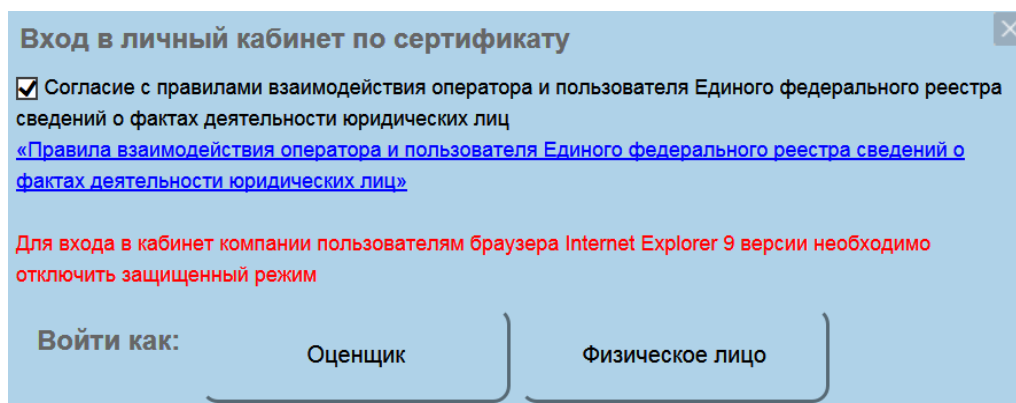 Вход в личный кабинет по сертификату
Согласие с правилами взаимодействия оператора и пользователя Единого федерального реестра
сведений о фактах деятельности юридических лиц
«Правила взаимодействия оператора и пользователя Единого федерального реестра сведений о
фактах деятельности юридических лиц»
Для входа в кабинет компании пользователям браузера Internet Explorer 9 версии необходимо
отключить защищенный режим
Войти как:
Оценщик
Физическое лицо